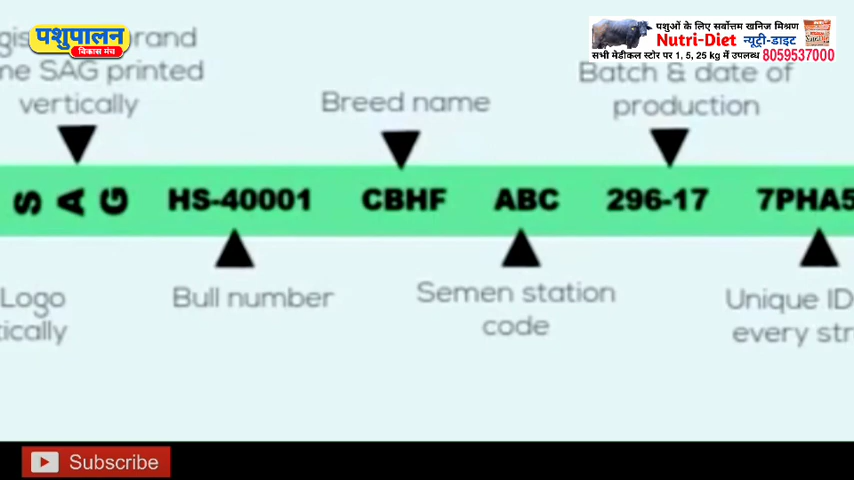 पशुपालन
विकास मंच
पशुओं के लिए सर्वोत्तम खनिज मिश्रण
Nutri-Diet न्यूट्री-डाइट
सभी मेडीकल स्टोर पर 1, 5, 25 kg में उपलब्ध 8059537000
rand
me SAG printed
vertically
Breed name
Batch & date of
production
S A G HS-40001 CBHF ABC 296-17 7PHA5
Logo
tically
Bull number
Semen station
code
Unique ID
every str
Subscribe